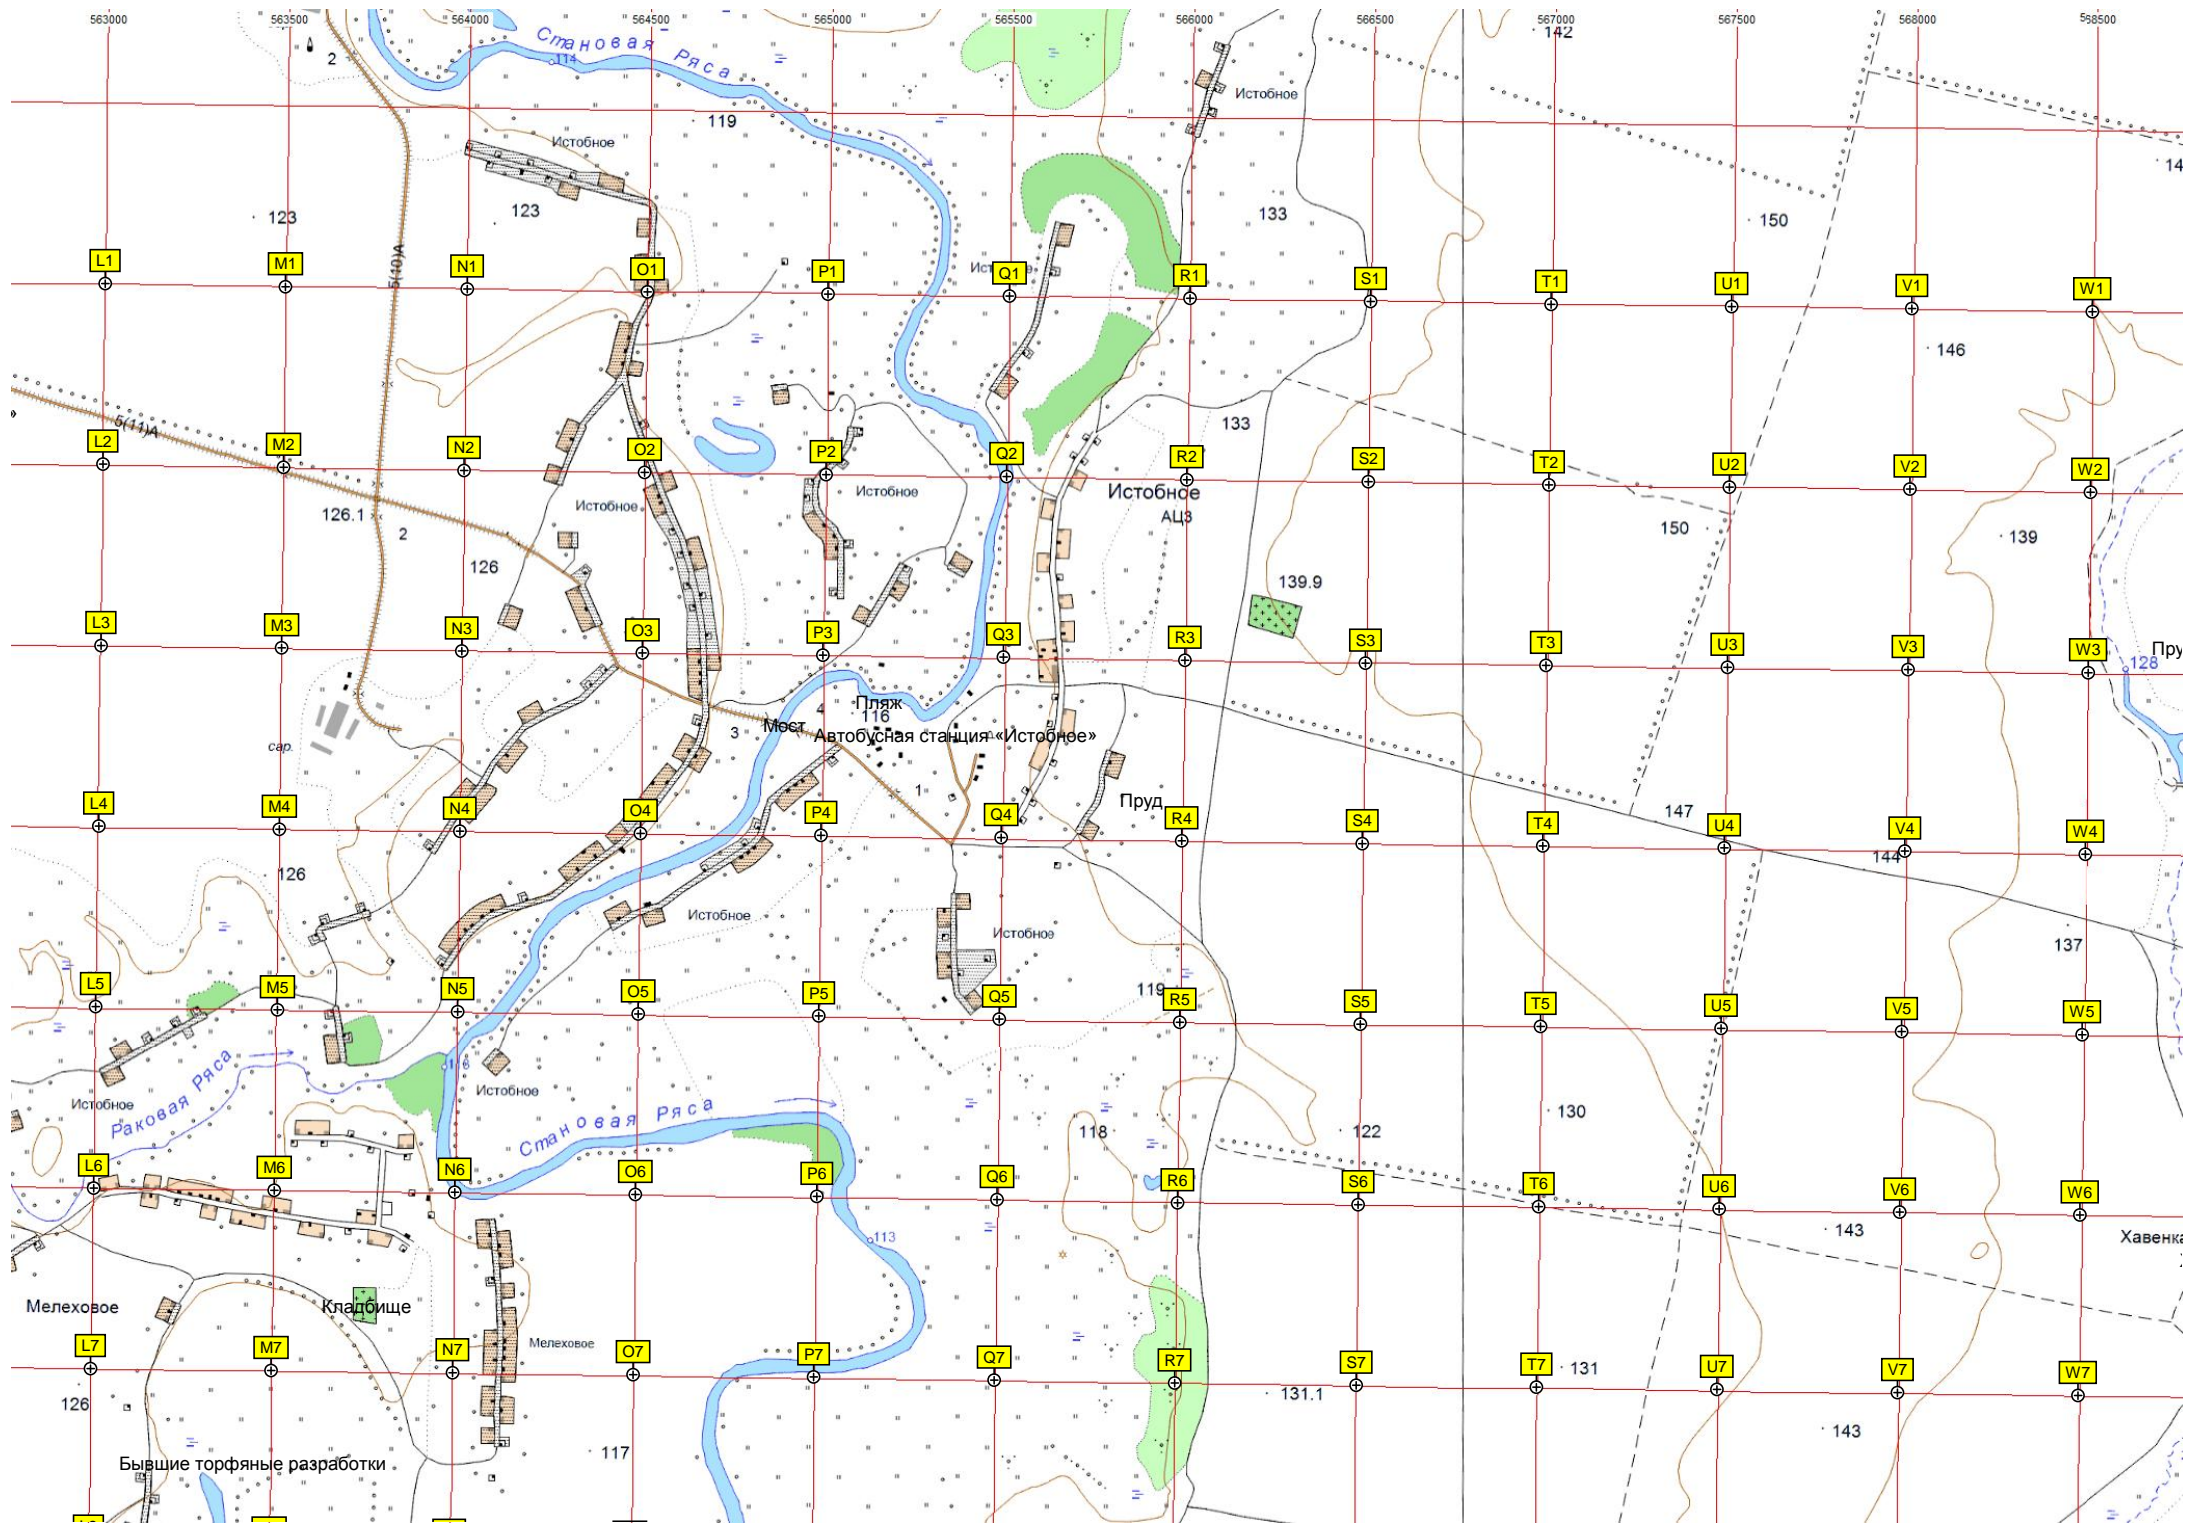 563000 563500 564000 564500 565000 565500 566000 566500 567000 567500 568000 568500
Становая Ряса
2
114
142
119
Истобное
Истобное
123
123
133
150
5(10)А
L1 M1 N1 O1 P1 Q1 R1 S1 T1 U1 V1 W1
146
5(11)А
133
L2 M2 N2 O2 P2 Q2 R2 S2 T2 U2 V2 W2
Истобное
Истобное
Истобное
АЦЗ
126.1
2
126
150
139
139.9
L3 M3 N3 O3 P3 Q3 R3 S3 T3 U3 V3 W3
128
сар.
3
4
116
Пляж
Мост
Автобусная станция «Истобное»
1
Пруд
147
L4 M4 N4 O4 P4 Q4 R4 S4 T4 U4 V4 W4
144
126
Истобное
Истобное
137
L5 M5 N5 O5 P5 Q5 R5 S5 T5 U5 V5 W5
119
Раковая Ряса
Истобное
Истобное
Становая Ряса
118
122
130
L6 M6 N6 O6 P6 Q6 R6 S6 T6 U6 V6 W6
113
143
Мелеховое
Кладбище
Мелеховое
L7 M7 N7 O7 P7 Q7 R7 S7 T7 U7 V7 W7
131
126
131.1
143
117
Бывшие торфяные разработки